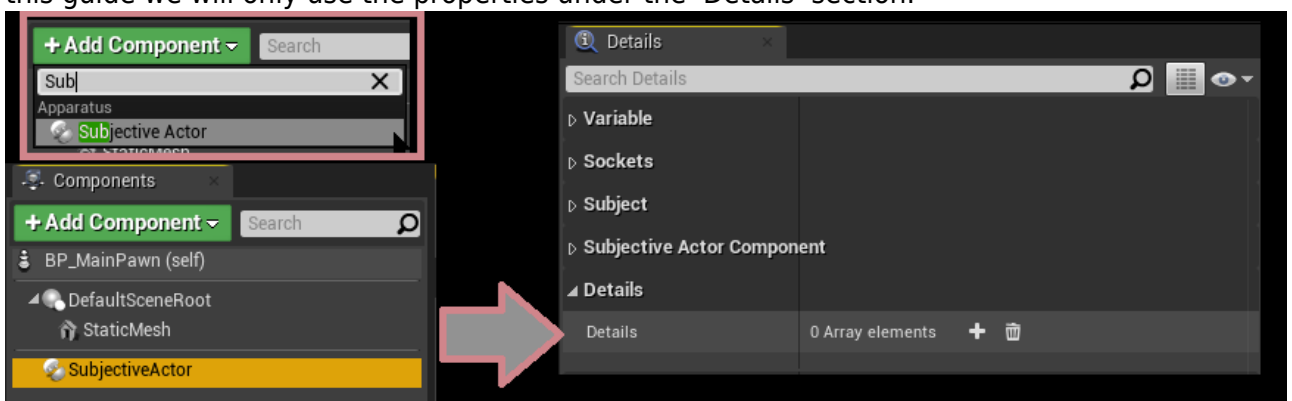 this guide we will only use the properties under the "Details" section.
+ Add Component
Search
Sub
Apparatus
Subjective Actor
StaticMesh
Components
+ Add Component
Search
BP_MainPawn (self)
DefaultSceneRoot
StaticMesh
SubjectiveActor
Details
Search Details
Variable
Sockets
Subject
Subjective Actor Component
Details
Details 0 Array elements